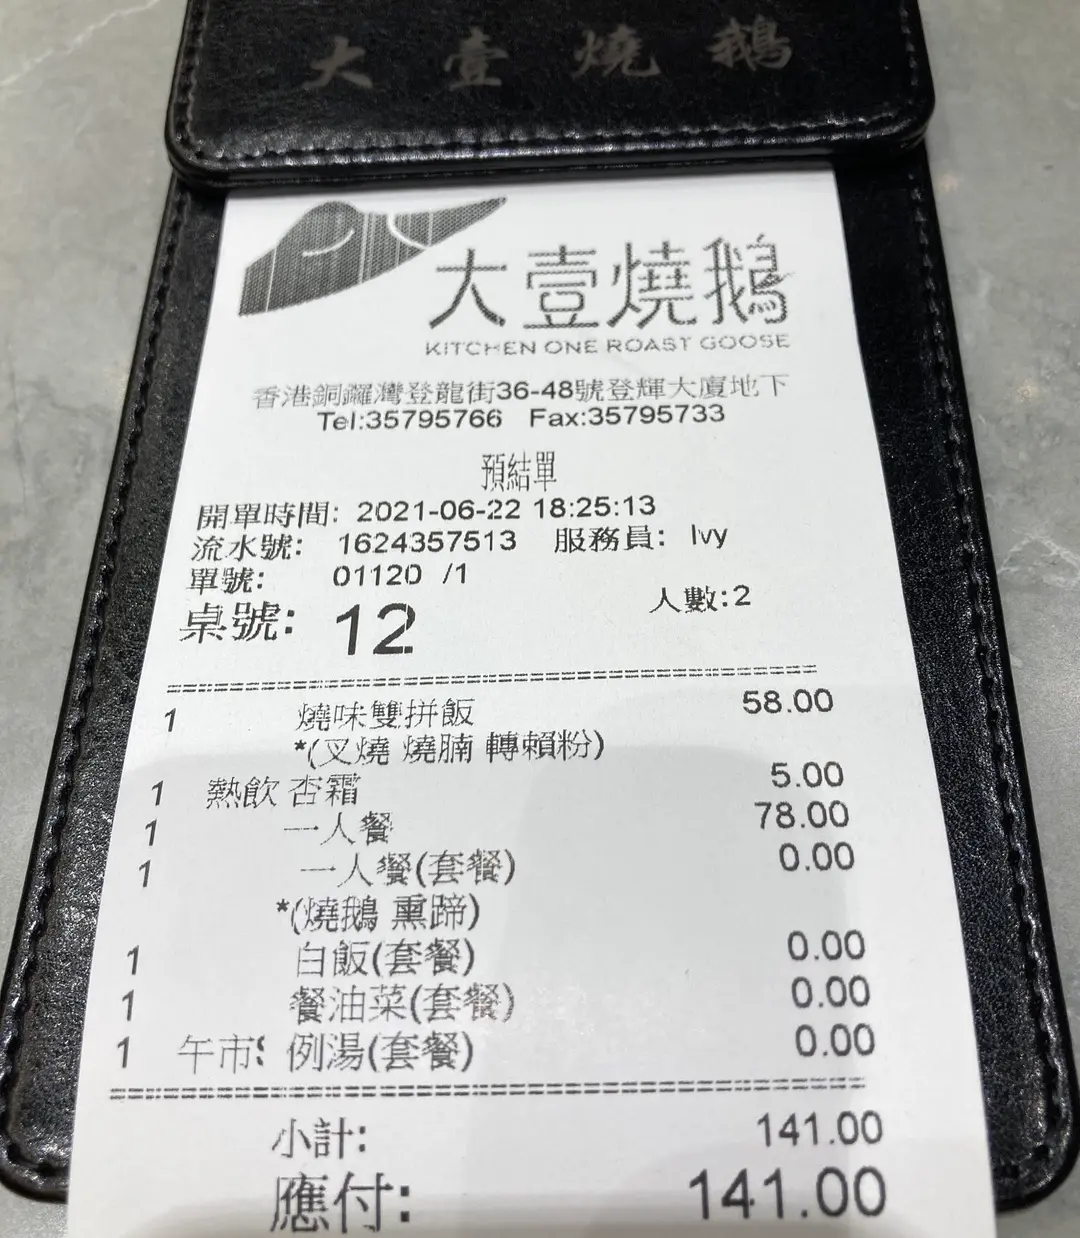 大壹燒鵝
大壹燒鵝
KITCHEN ONE ROAST GOOSE
香港銅鑼灣登龍街36-48號登輝大廈地下
Tel:35795766 Fax:35795733
預結單
開單時間: 2021-06-22 18:25:13
流水號: 1624357513 服務員: Ivy
單號: 01120 /1
桌號: 12 人數:2
1 燒味雙拼飯 58.00
*(叉燒 燒腩 轉賴粉)
1 熱飲 杏霜 5.00
1 一人餐 78.00
1 一人餐(套餐) 0.00
*(燒鵝 熏蹄)
1 白飯(套餐) 0.00
1 餐油菜(套餐) 0.00
1 午市 例湯(套餐) 0.00
小計: 141.00
應付: 141.00